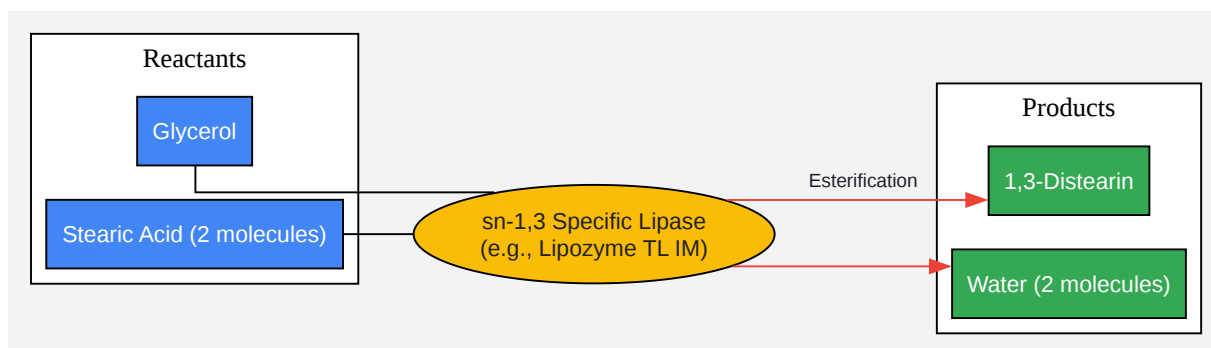 Reactants
Glycerol
Stearic Acid (2 molecules)
sn-1,3 Specific Lipase
(e.g., Lipozyme TL IM)
Esterification
Products
1,3-Distearin
Water (2 molecules)